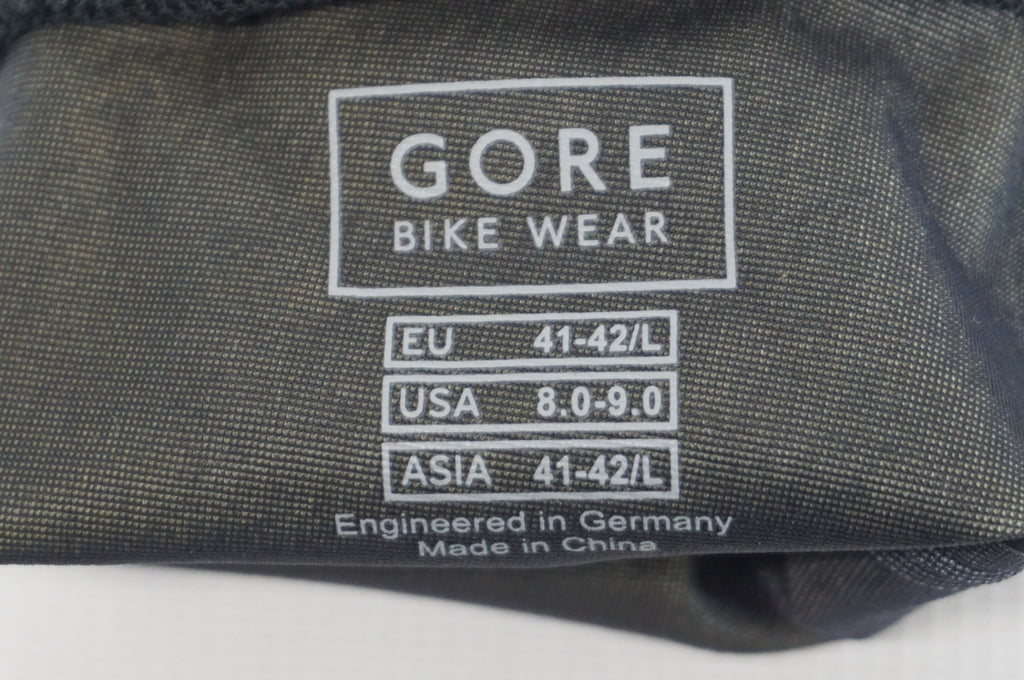 GORE
BIKE WEAR
EU 41-42/L
USA 8.0-9.0
ASIA 41-42/L
Engineered in Germany
Made in China